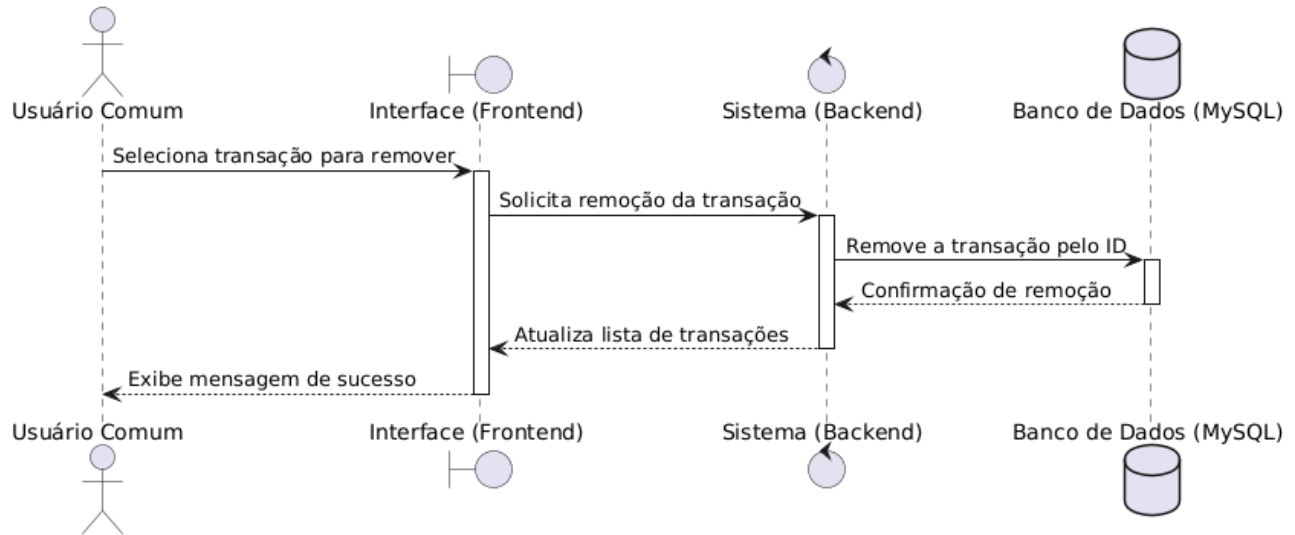 Usuário Comum
Interface (Frontend)
Sistema (Backend)
Banco de Dados (MySQL)
Seleciona transação para remover
Solicita remoção da transação
Remove a transação pelo ID
Confirmação de remoção
Atualiza lista de transações
Exibe mensagem de sucesso
Usuário Comum
Interface (Frontend)
Sistema (Backend)
Banco de Dados (MySQL)